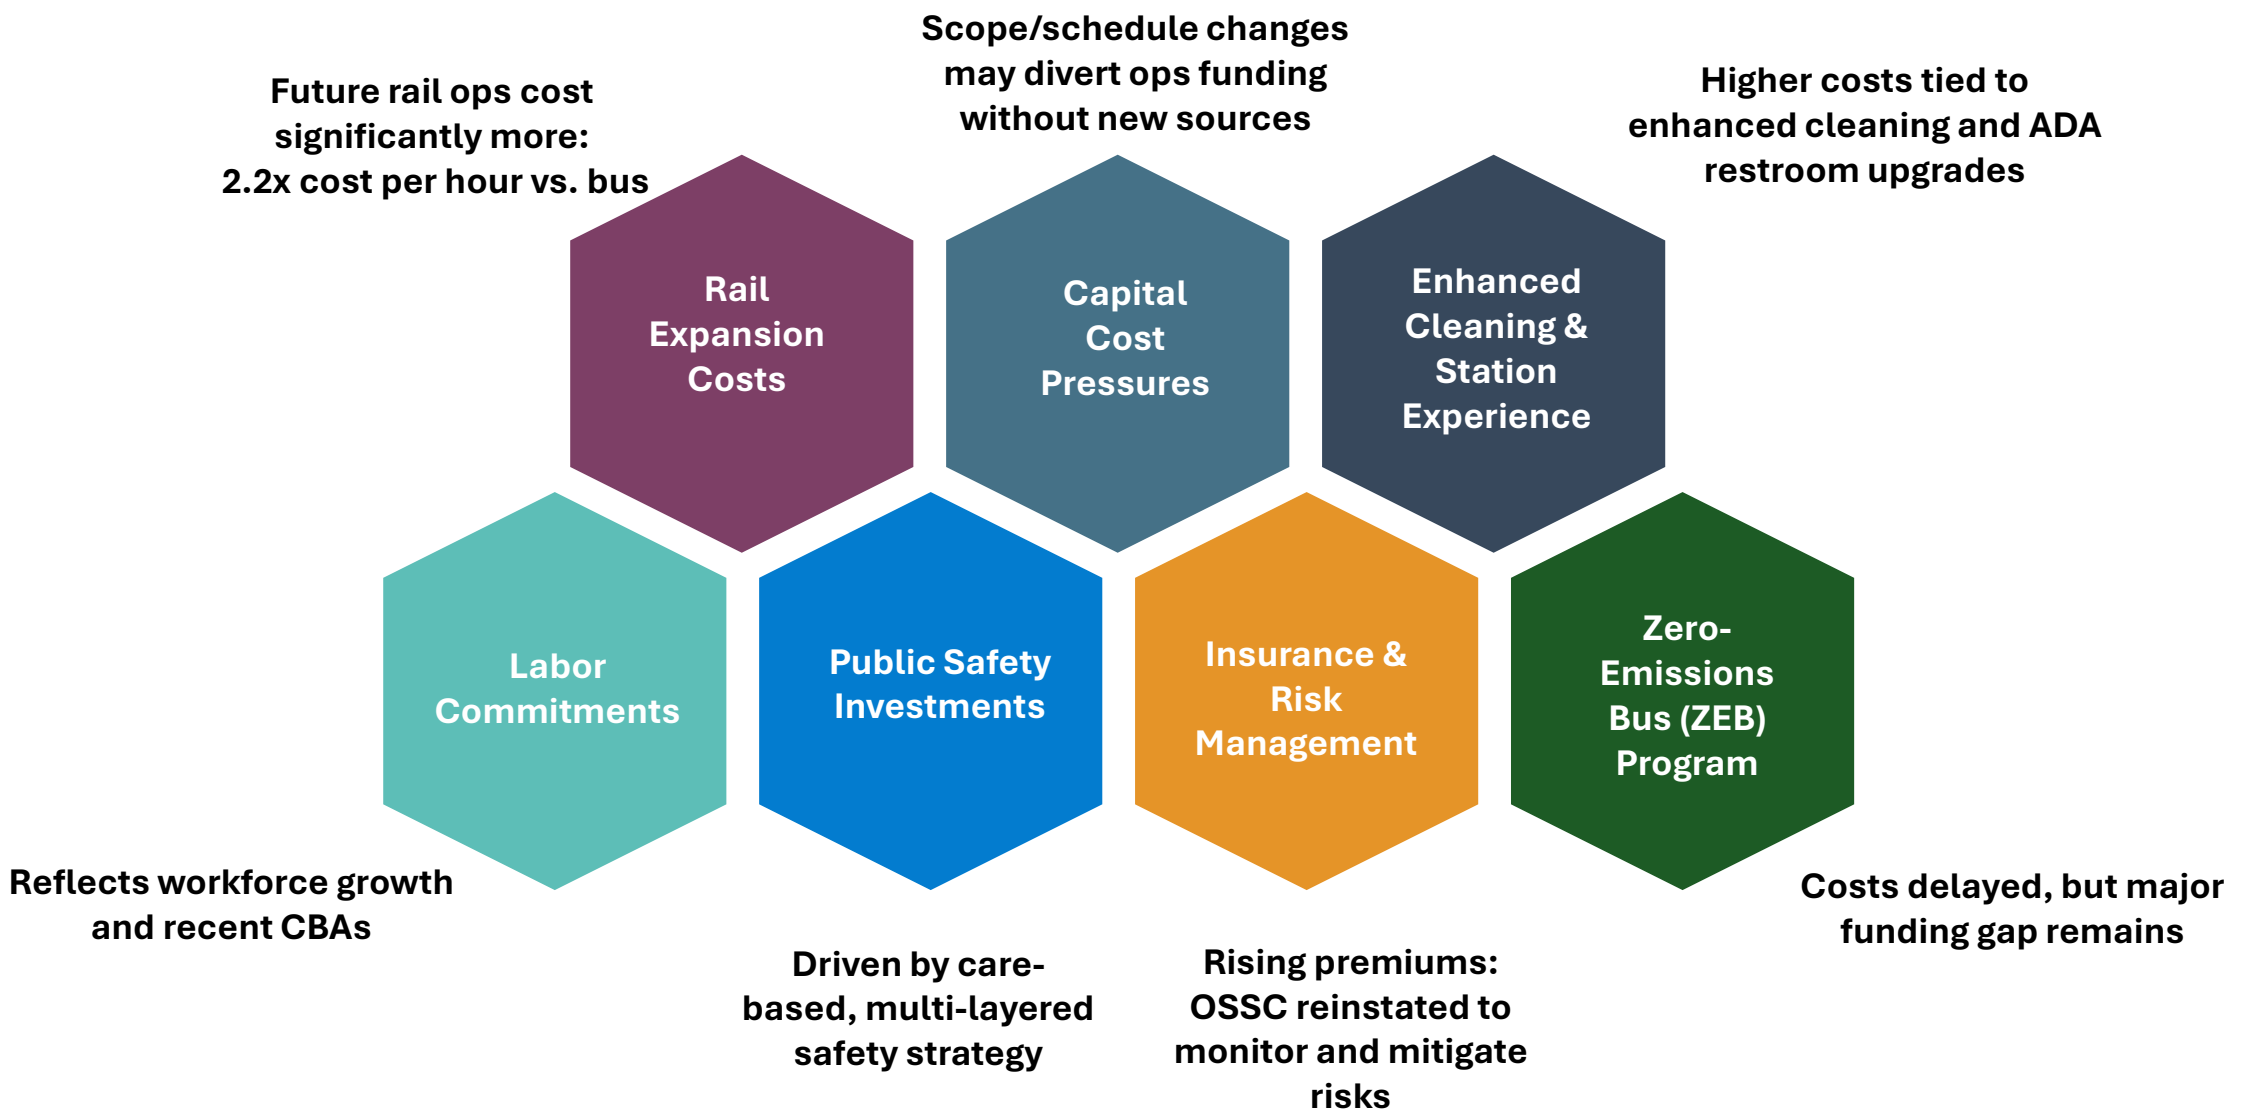 Scope/schedule changes
may divert ops funding
without new sources
Future rail ops cost
significantly more:
2.2x cost per hour vs. bus
Higher costs tied to
enhanced cleaning and ADA
restroom upgrades
Rail
Expansion
Costs
Capital
Cost
Pressures
Enhanced
Cleaning &
Station
Experience
Labor
Commitments
Public Safety
Investments
Insurance &
Risk
Management
Zero-
Emissions
Bus (ZEB)
Program
Reflects workforce growth
and recent CBAs
Driven by care-
based, multi-layered
safety strategy
Rising premiums:
OSSC reinstated to
monitor and mitigate
risks
Costs delayed, but major
funding gap remains